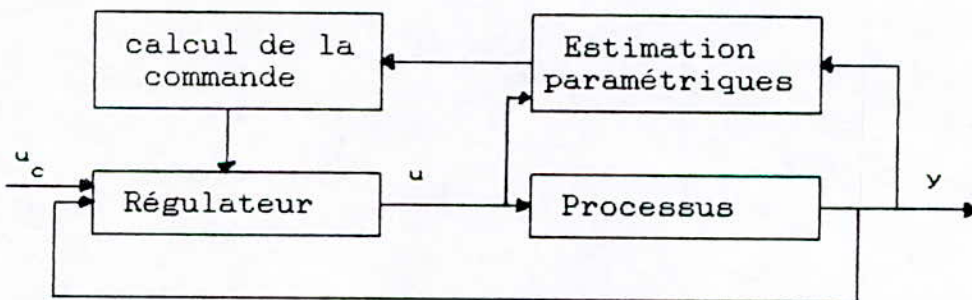 calcul de la
commande
Estimation
paramétriques
u
c
Régulateur
u
Processus
y